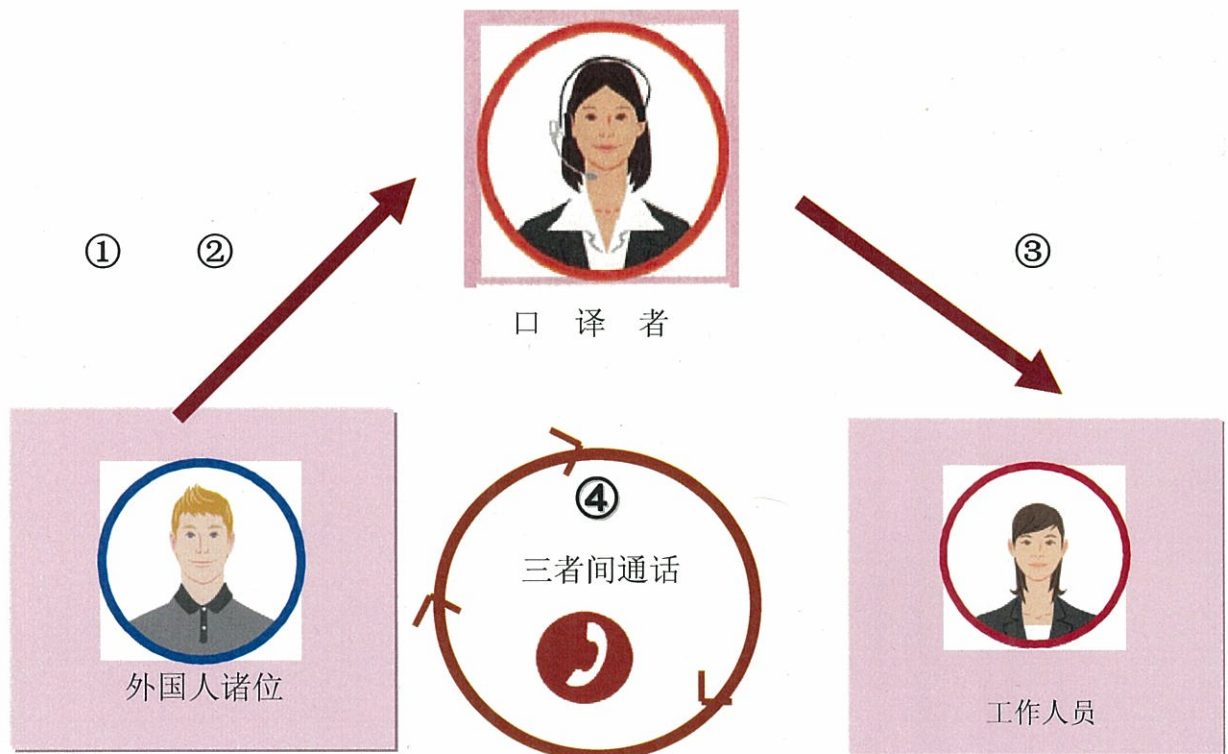 ① ②
③
口 译 者
④
三者间通话
外国人诸位
工作人员